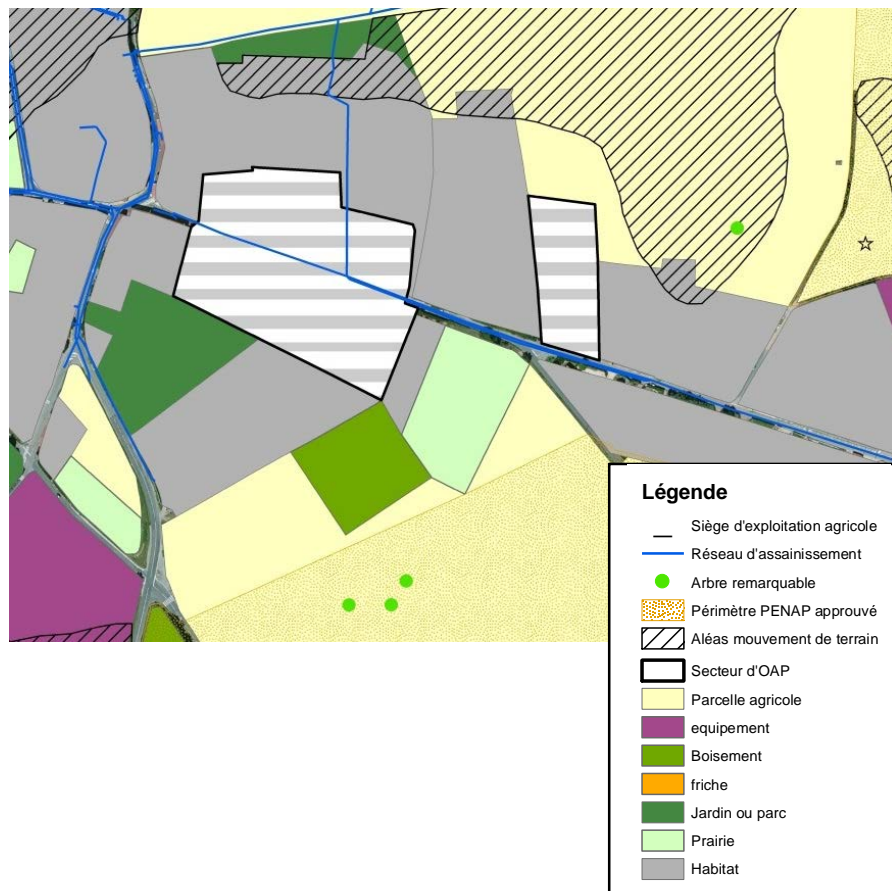 Légende
Siège d'exploitation agricole
Réseau d'assainissement
Arbre remarquable
Périmètre PENAP approuvé
Aléas mouvement de terrain
Secteur d'OAP
Parcelle agricole
equipement
Boisement
friche
Jardin ou parc
Prairie
Habitat